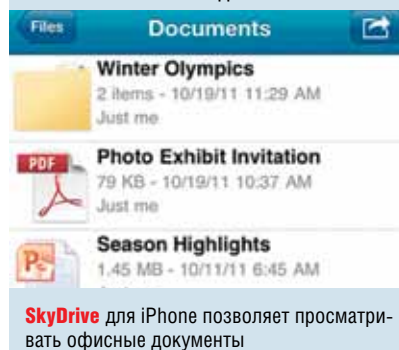 Files Documents
Winter Olympics
2 items - 10/19/11 11:29 AM
Just me
PDF
Photo Exhibit Invitation
79 KB - 10/19/11 10:37 AM
Just me
Season Highlights
1.45 MB - 10/11/11 6:45 AM
SkyDrive для iPhone позволяет просматри-
вать офисные документы